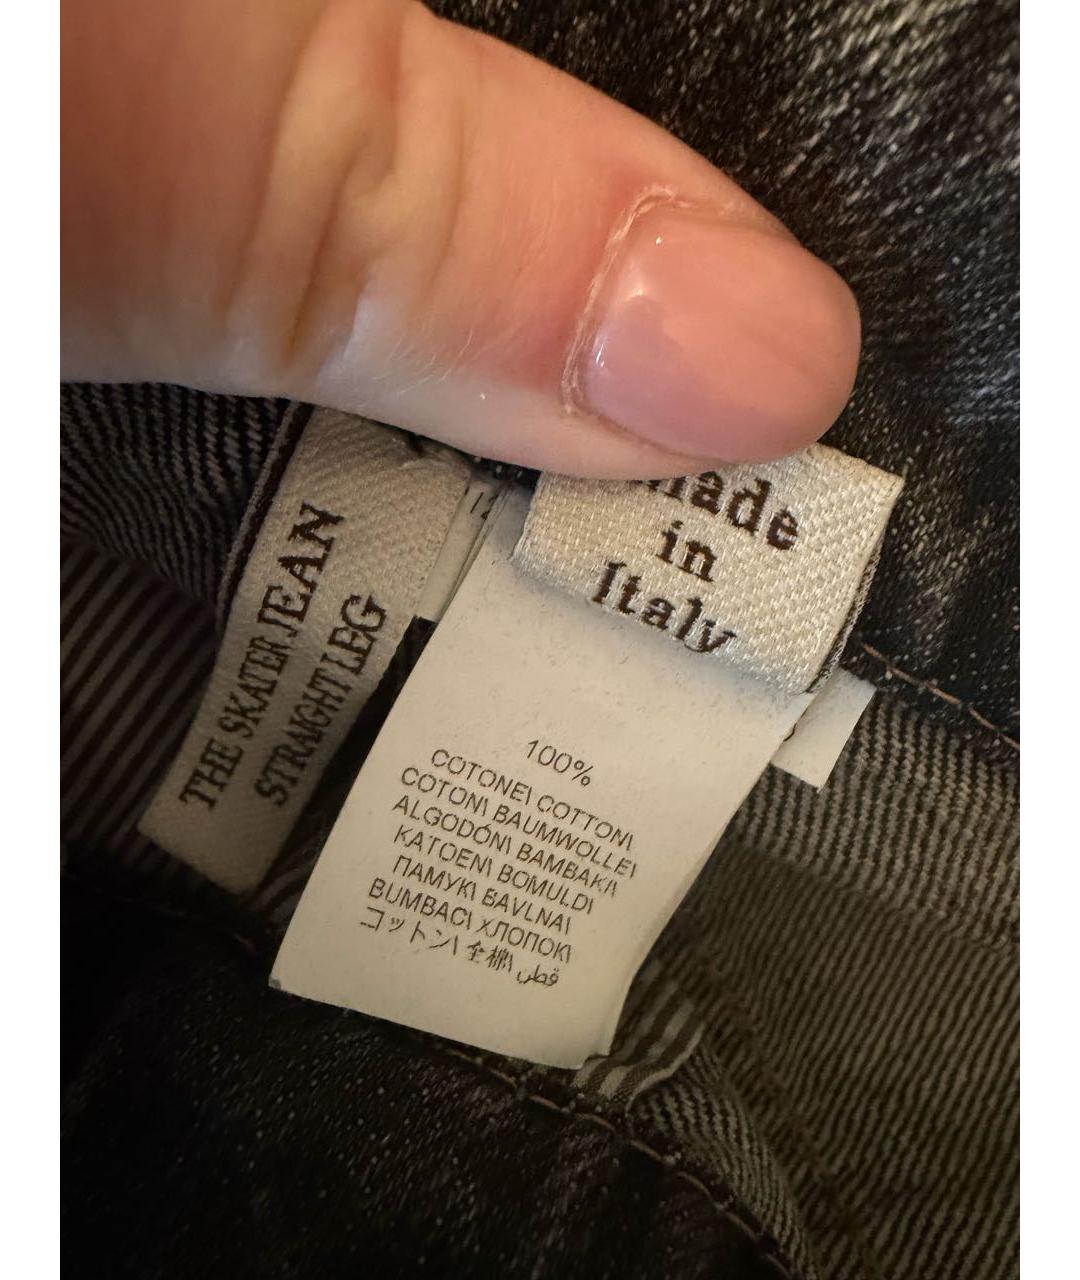 THE SKATER JEAN
STRAIGHT LEG
made
in
Italy
100%
COTONE\ COTTON\
COTON\ BAUMWOLLE\
ALGODÓN\ BAMBAKI\
KATOEN\ BOMULD\
ПАМУК\ BAVLNA\
BUMBAC\ ХЛОПОК\
コットン\ 全棉\ قطن